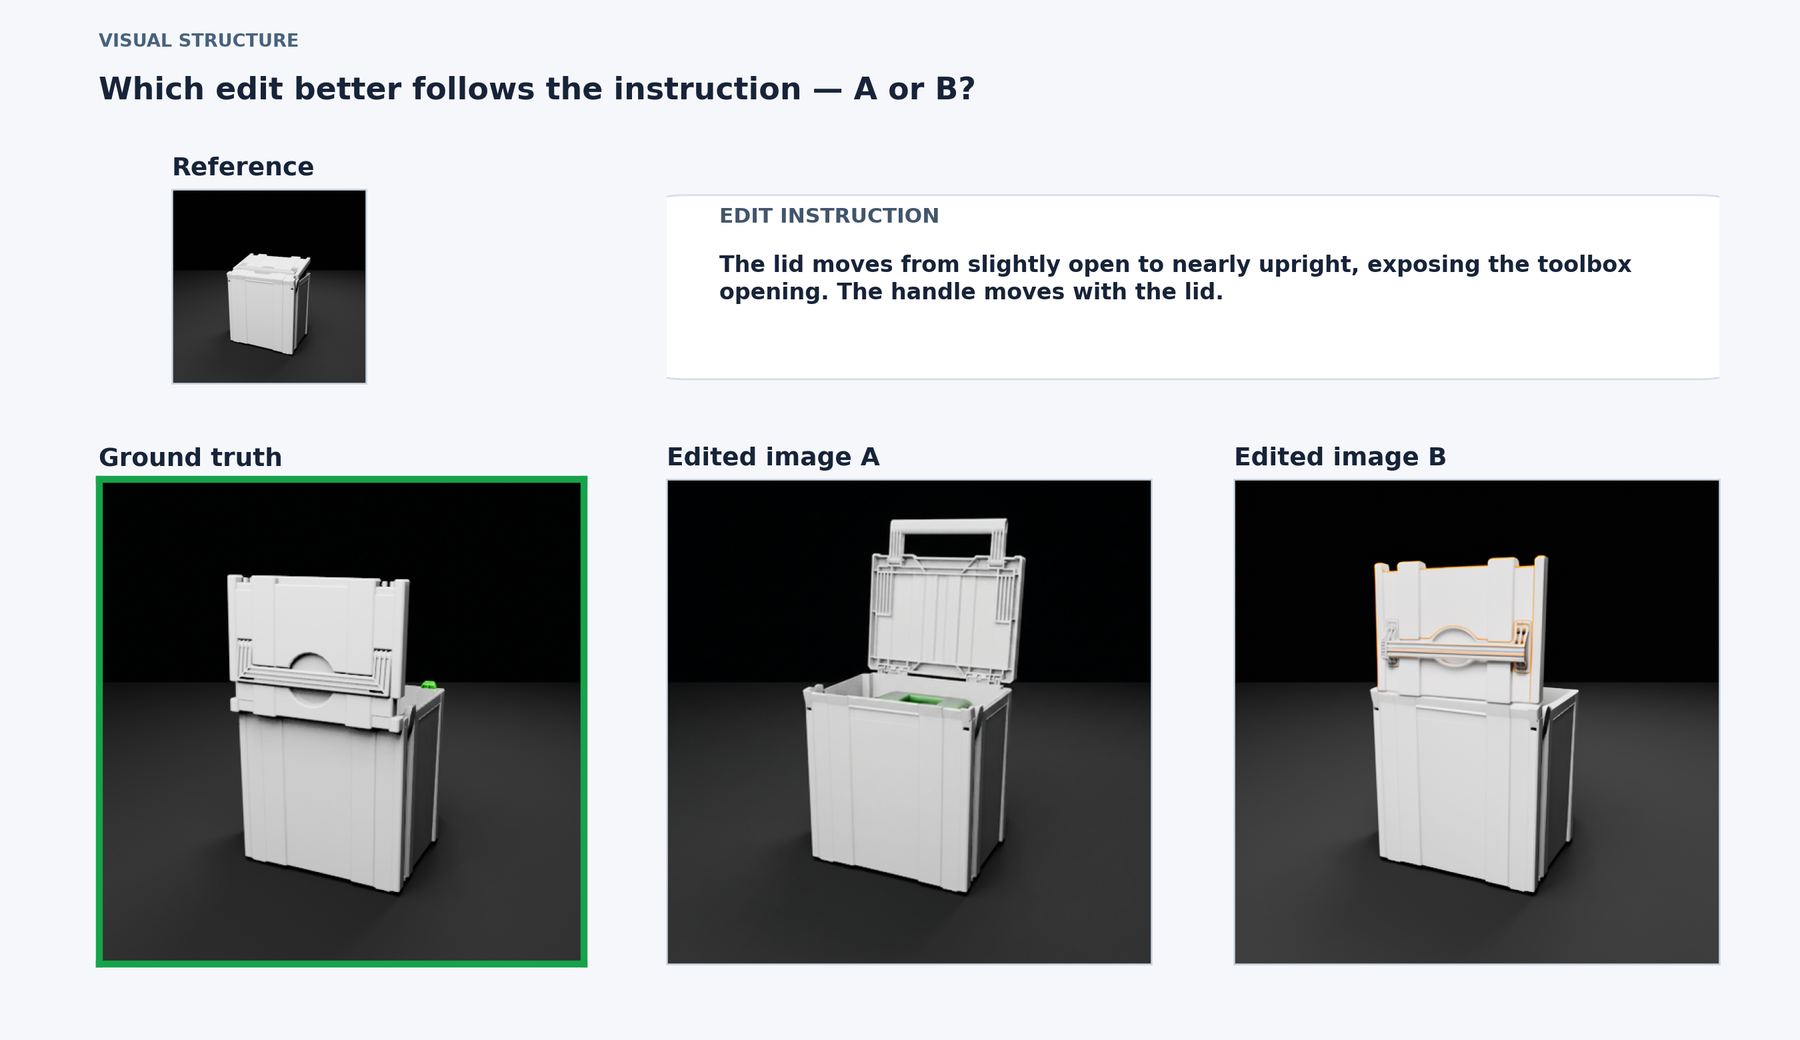 VISUAL STRUCTURE
Which edit better follows the instruction — A or B?
Reference
EDIT INSTRUCTION
The lid moves from slightly open to nearly upright, exposing the toolbox
opening. The handle moves with the lid.
Ground truth
Edited image A
Edited image B